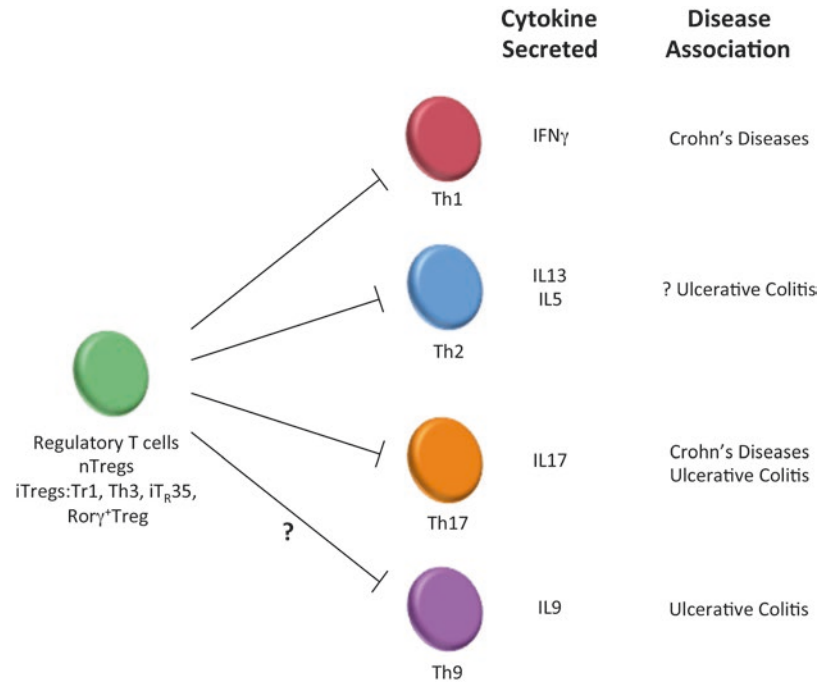 Cytokine
Secreted
Disease
Association
IFNγ
Crohn's Diseases
Th1
IL13
IL5
? Ulcerative Colitis
Th2
Regulatory T cells
nTregs
iTregs:Tr1, Th3, iTR35,
Rorγ+Treg
IL17
Crohn's Diseases
Ulcerative Colitis
Th17
?
IL9
Ulcerative Colitis
Th9